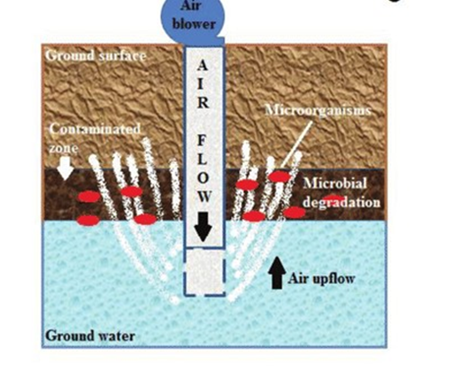 Air
blower
Ground surface
A
I
R
F
L
O
W
Microorganisms
Contaminated
zone
Microbial
degradation
Air upflow
Ground water